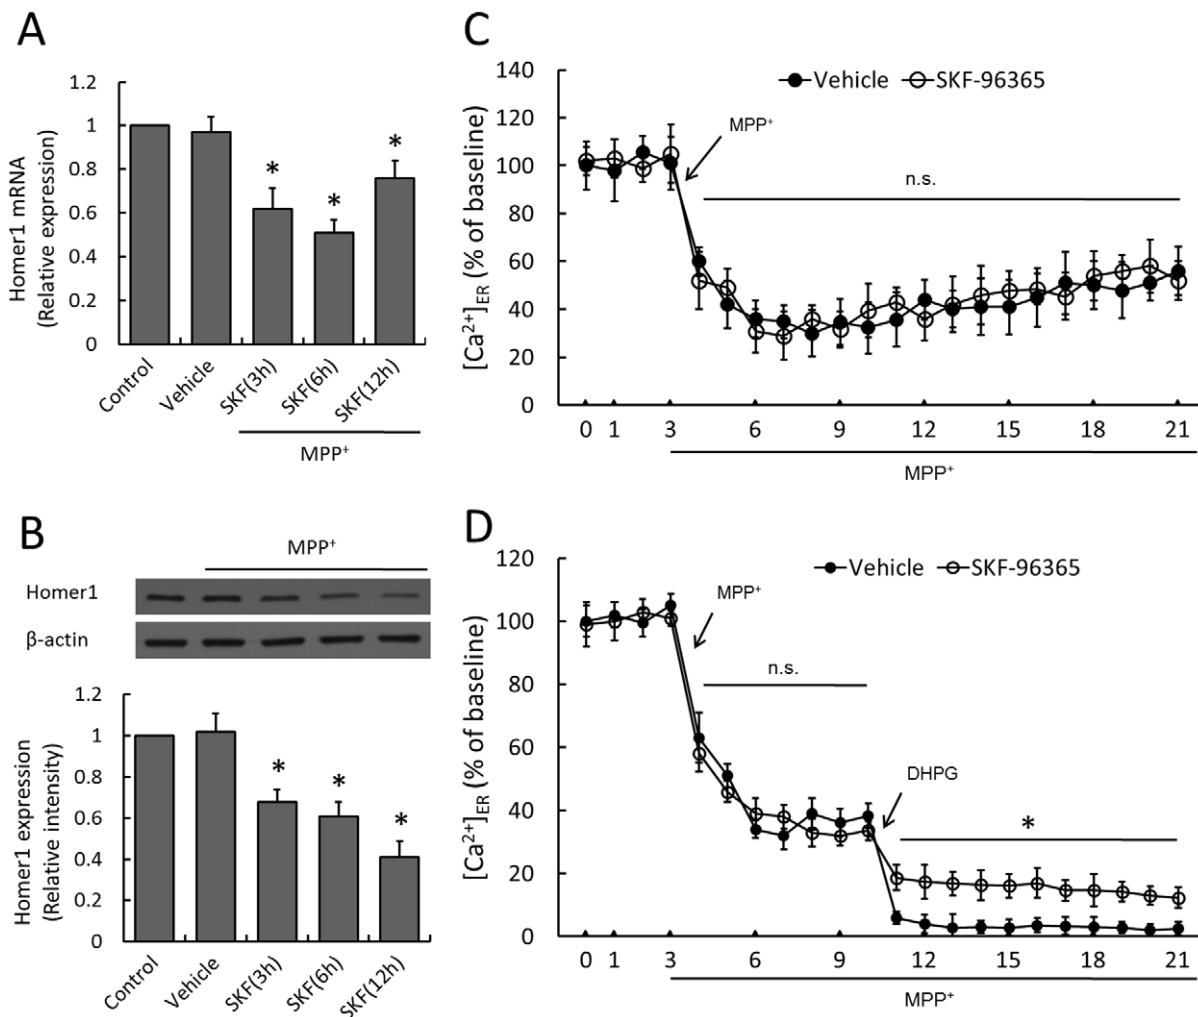 A
1.2
1
0.8
0.6
0.4
0.2
0
Homer1 mRNA
(Relative expression)
*
*
*
Control
Vehicle
SKF(3h)
SKF(6h)
SKF(12h)
MPP⁺
B
MPP⁺
Homer1
β-actin
1.2
1
0.8
0.6
0.4
0.2
0
Homer1 expression
(Relative intensity)
*
*
*
Control
Vehicle
SKF(3h)
SKF(6h)
SKF(12h)
C
140
120
100
80
60
40
20
0
[Ca²⁺]ER (% of baseline)
Vehicle SKF-96365
MPP⁺
n.s.
0 1 3 6 9 12 15 18 21
MPP⁺
D
120
100
80
60
40
20
0
[Ca²⁺]ER (% of baseline)
Vehicle SKF-96365
MPP⁺
n.s.
DHPG
*
0 1 3 6 9 12 15 18 21
MPP⁺